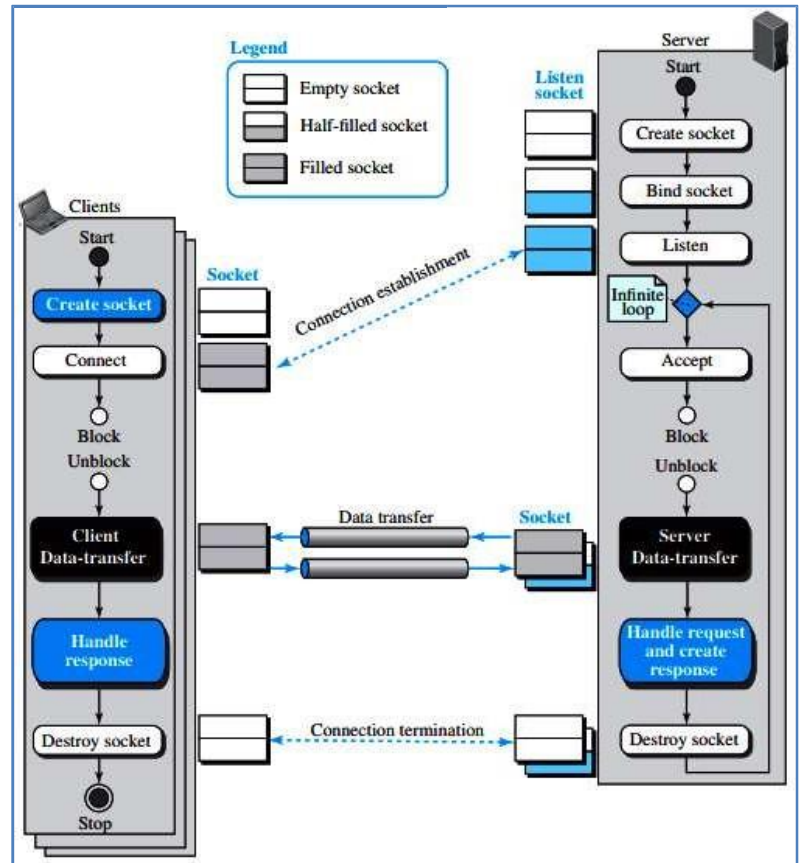 Legend
Empty socket
Half-filled socket
Filled socket
Clients
Start
Create socket
Connect
Block
Unblock
Client
Data-transfer
Handle
response
Destroy socket
Stop
Socket
Connection establishment
Data transfer
Connection termination
Listen
socket
Socket
Server
Start
Create socket
Bind socket
Listen
Infinite
loop
Accept
Block
Unblock
Server
Data-transfer
Handle request
and create
response
Destroy socket